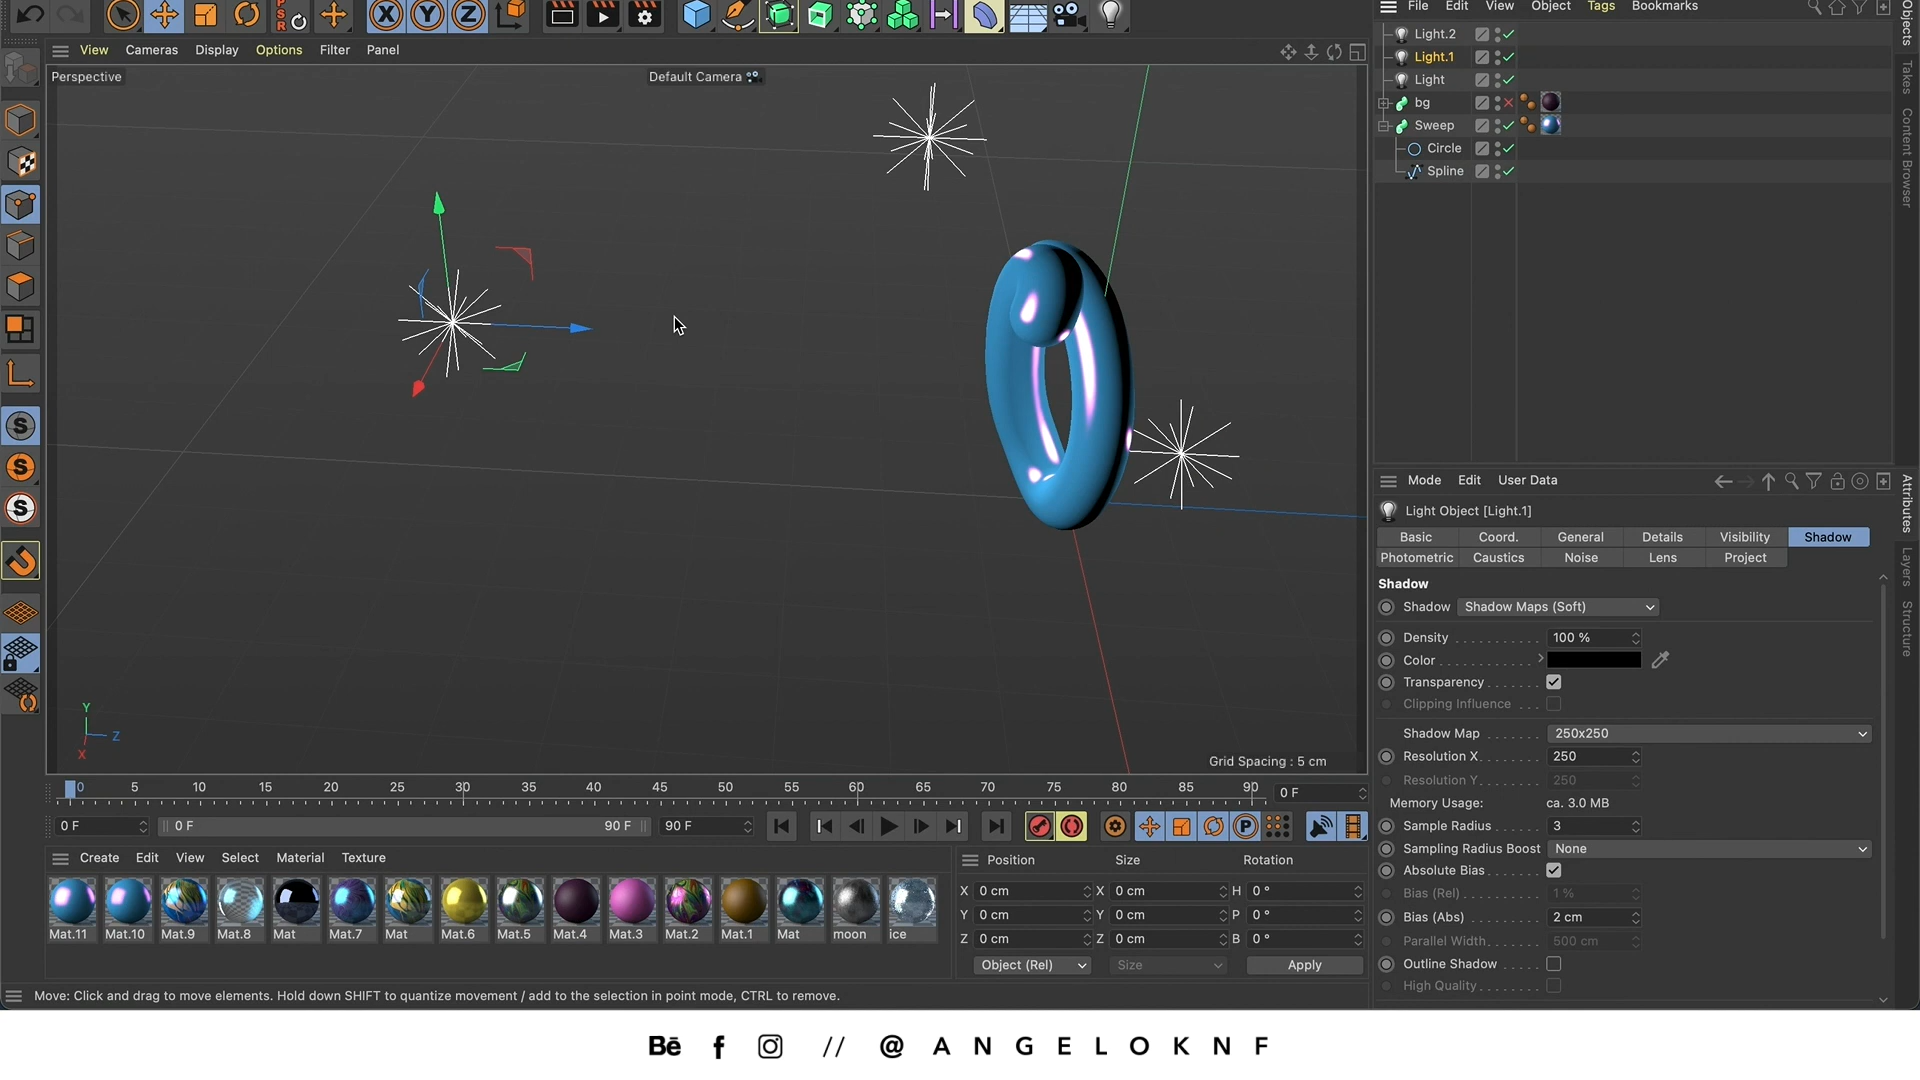 File Edit View Object Tags Bookmarks
View Cameras Display Options Filter Panel
Perspective
Default Camera
Light.2
Light.1
Light
bg
Sweep
Circle
Spline
Objects
Takes
Content Browser
Mode Edit User Data
Light Object [Light.1]
Basic Coord. General Details Visibility Shadow
Photometric Caustics Noise Lens Project
Shadow
Shadow Shadow Maps (Soft)
Density 100 %
Color
Transparency
Clipping Influence
Shadow Map 250x250
Resolution X 250
Resolution Y 250
Memory Usage: ca. 3.0 MB
Sample Radius 3
Sampling Radius Boost None
Absolute Bias
Bias (Rel) 1 %
Bias (Abs) 2 cm
Parallel Width 500 cm
Outline Shadow
High Quality
Attributes
Layers
Structure
PSR
X Y Z
S
S
S
Y
Z
X
Grid Spacing : 5 cm
0 5 10 15 20 25 30 35 40 45 50 55 60 65 70 75 80 85 90
0 F
0 F 0 F 90 F 90 F
P
Create Edit View Select Material Texture
Mat.11 Mat.10 Mat.9 Mat.8 Mat Mat.7 Mat Mat.6 Mat.5 Mat.4 Mat.3 Mat.2 Mat.1 Mat moon ice
Position Size Rotation
X 0 cm X 0 cm H 0 °
Y 0 cm Y 0 cm P 0 °
Z 0 cm Z 0 cm B 0 °
Object (Rel) Size Apply
Move: Click and drag to move elements. Hold down SHIFT to quantize movement / add to the selection in point mode, CTRL to remove.
Bē f // @ANGELOKNF